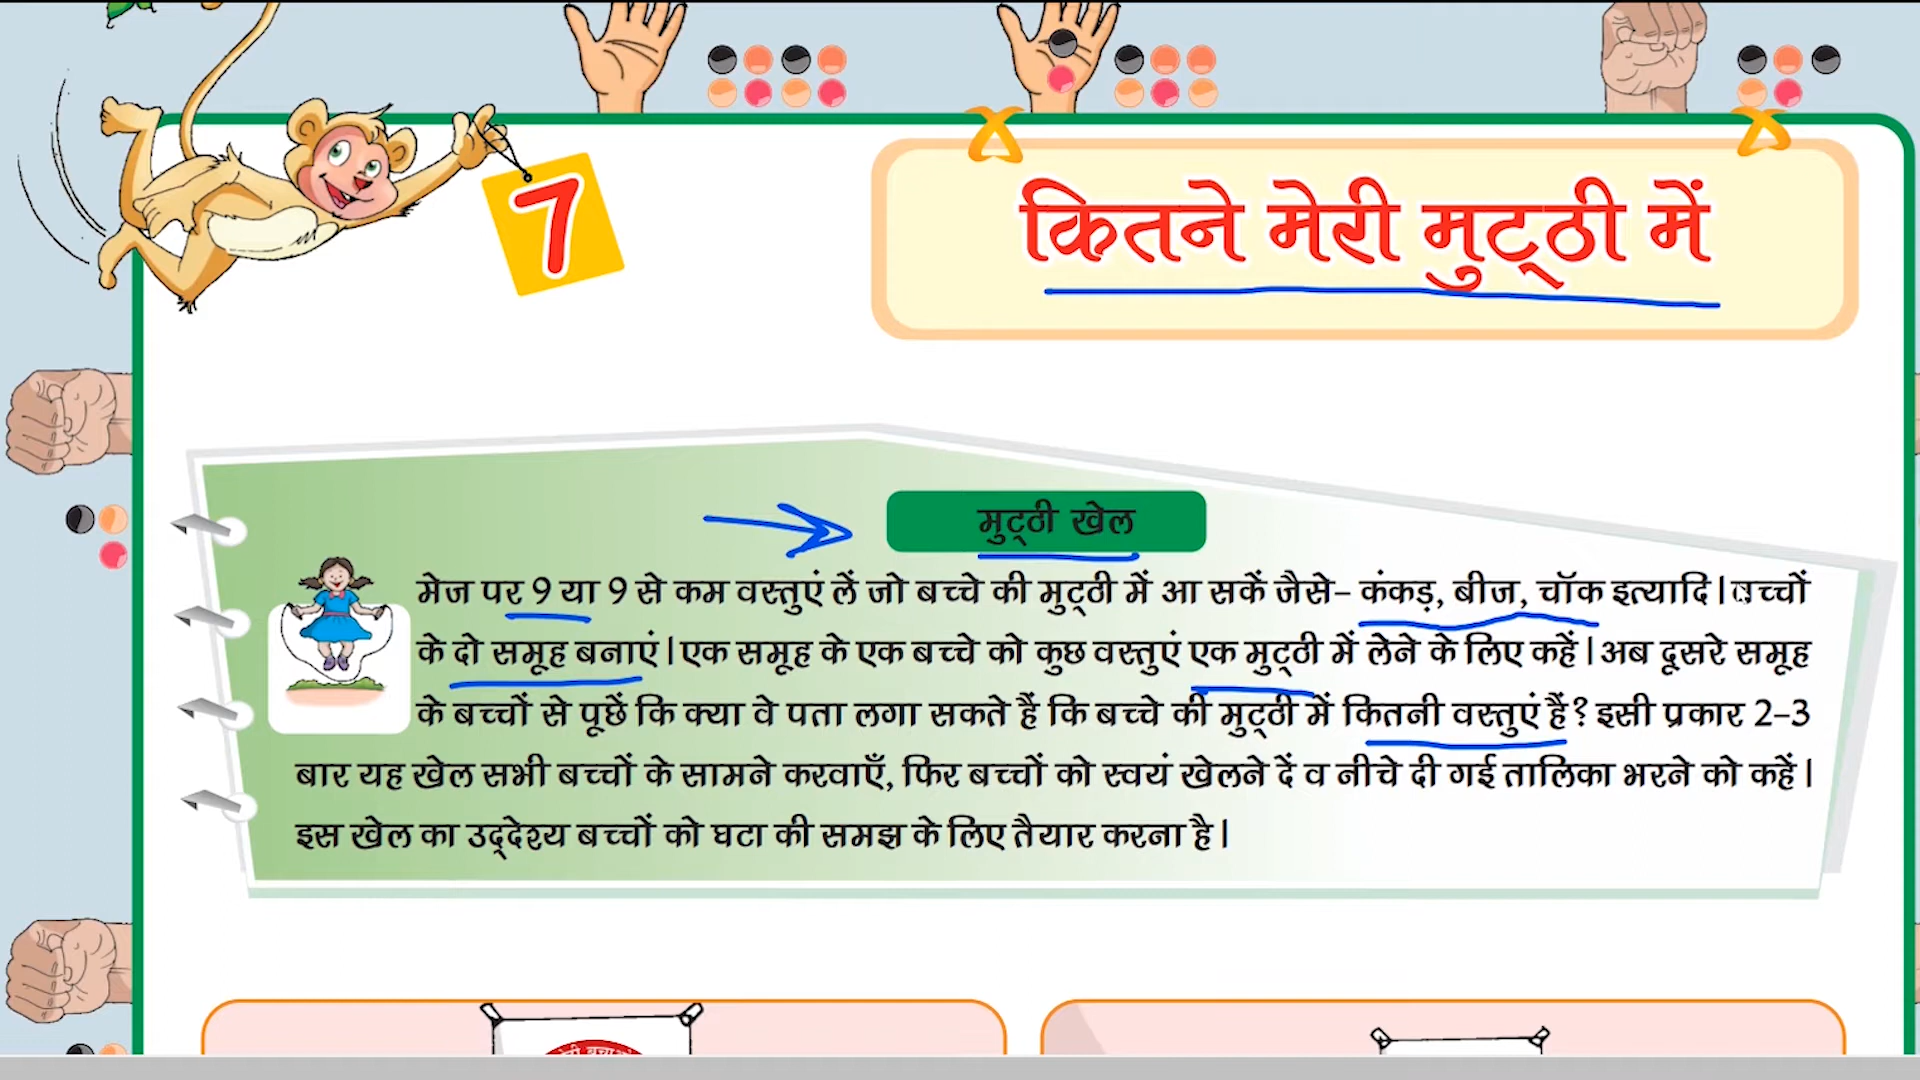 7
कितने मेरी मुट्ठी में
मुट्ठी खेल
मेज पर 9 या 9 से कम वस्तुएं लें जो बच्चे की मुट्ठी में आ सकें जैसे– कंकड़, बीज, चॉक इत्यादि। बच्चों
के दो समूह बनाएं। एक समूह के एक बच्चे को कुछ वस्तुएं एक मुट्ठी में लेने के लिए कहें। अब दूसरे समूह
के बच्चों से पूछें कि क्या वे पता लगा सकते हैं कि बच्चे की मुट्ठी में कितनी वस्तुएं हैं? इसी प्रकार 2–3
बार यह खेल सभी बच्चों के सामने करवाएँ, फिर बच्चों को स्वयं खेलने दें व नीचे दी गई तालिका भरने को कहें।
इस खेल का उद्देश्य बच्चों को घटा की समझ के लिए तैयार करना है।